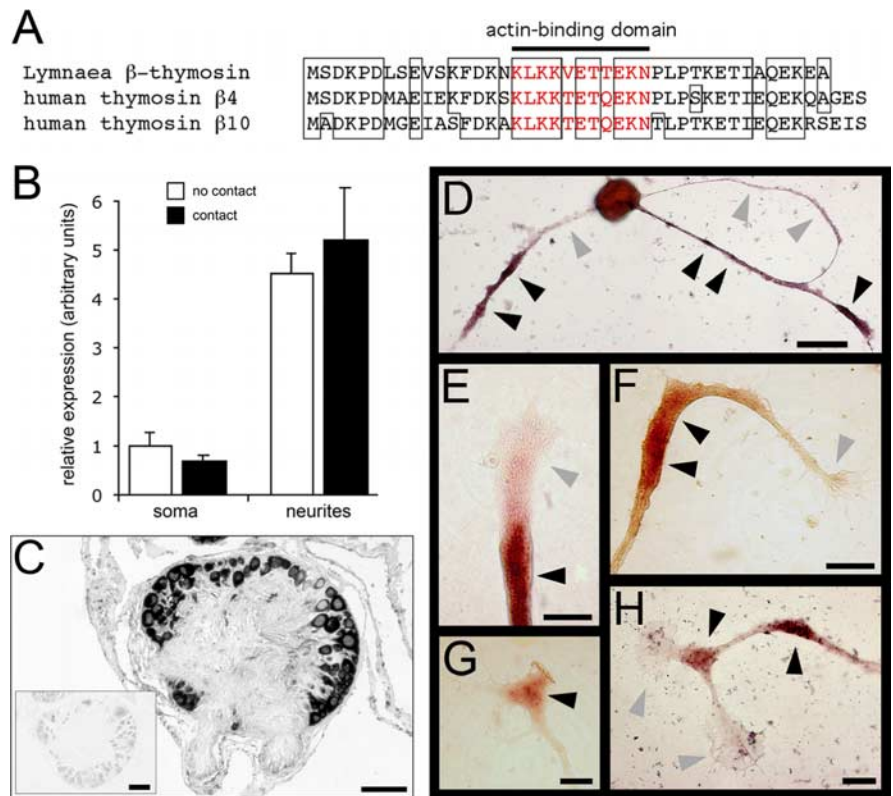 A
actin-binding domain
Lymnaea β-thymosin MSDKPDLSEVSKFDKNKLKKVETTEKNPLPTKETIAQEKEA
human thymosin β4 MSDKPDMAEIEKFDKSKLKKTETQEKNPLPSKETIEQEKQAGES
human thymosin β10 MADKPDMGEIASFDKAKLKKTETQEKNTLPTKETIEQEKRSEIS
B
no contact
contact
relative expression (arbitrary units)
7
6
5
4
3
2
1
0
soma
neurites
C
D
E
F
G
H